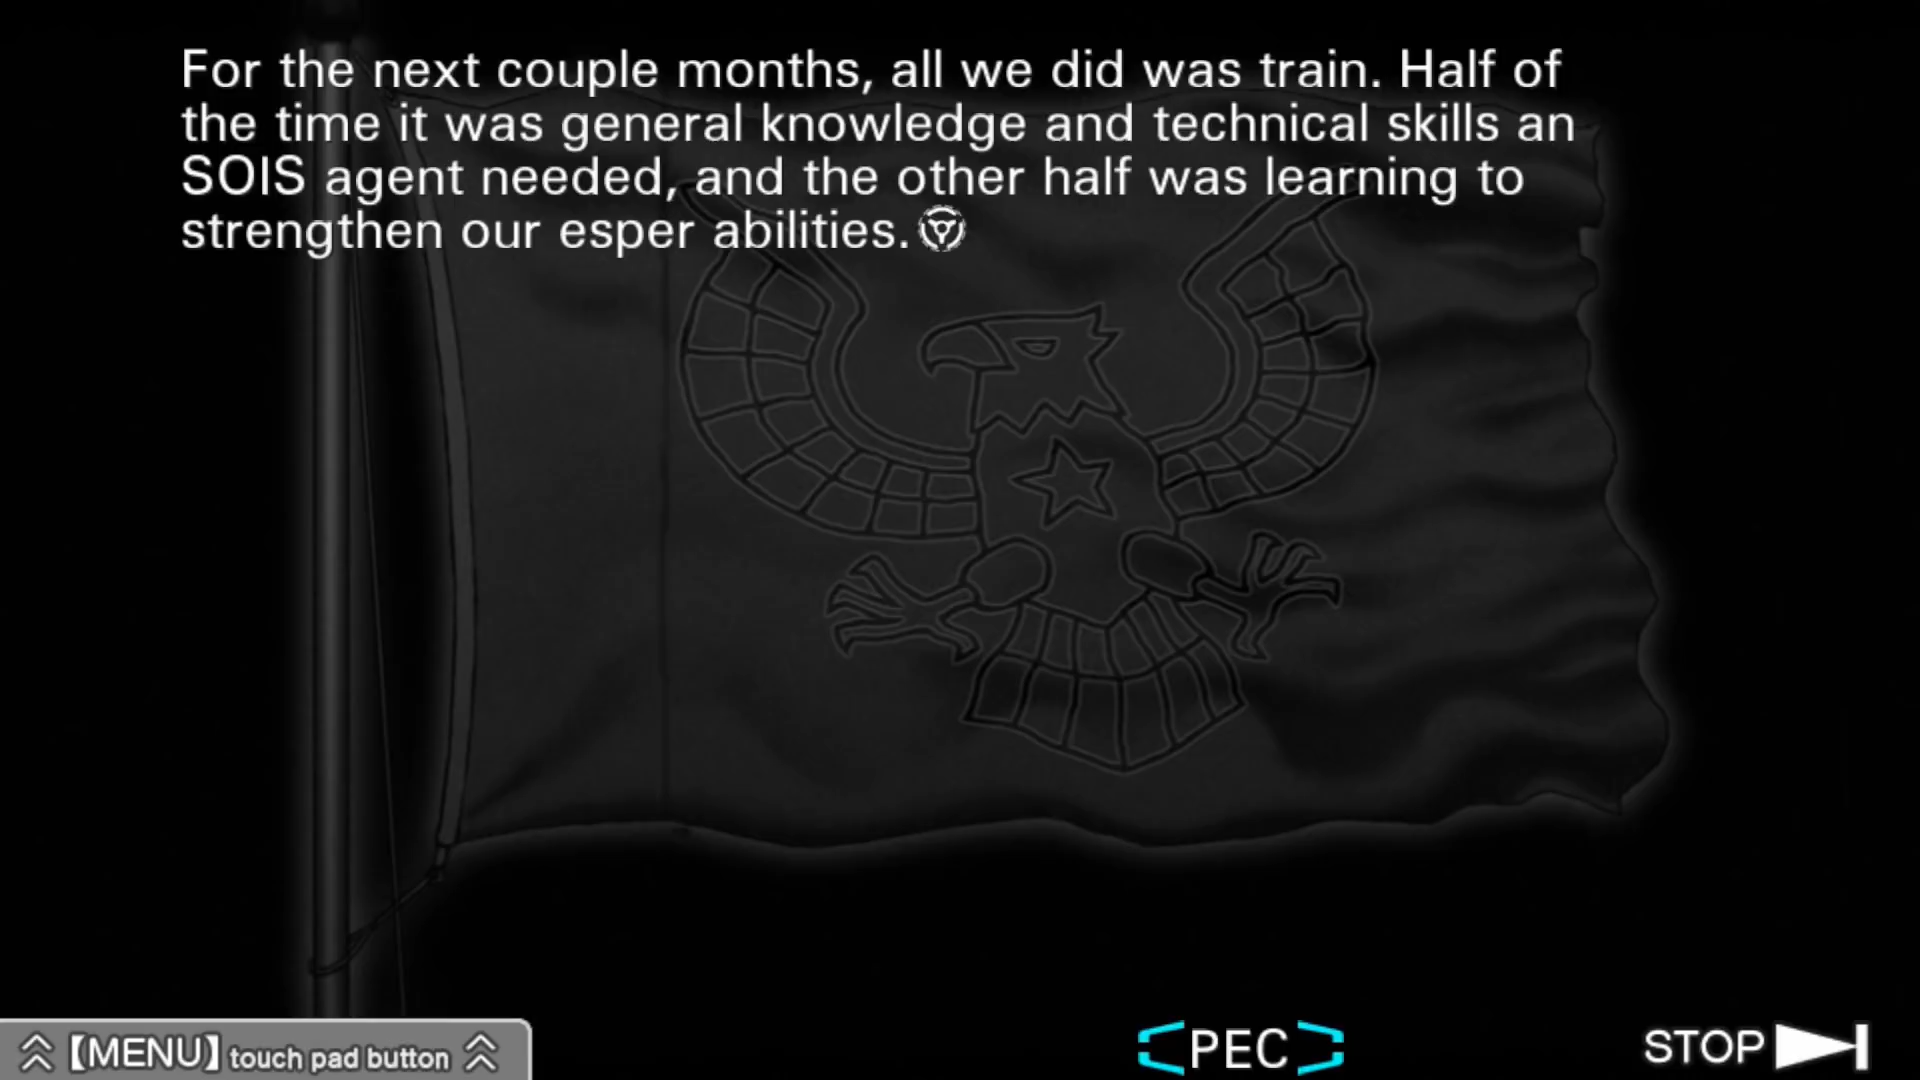 For the next couple months, all we did was train. Half of
the time it was general knowledge and technical skills an
SOIS agent needed, and the other half was learning to
strengthen our esper abilities.
【MENU】touch pad button
PEC
STOP